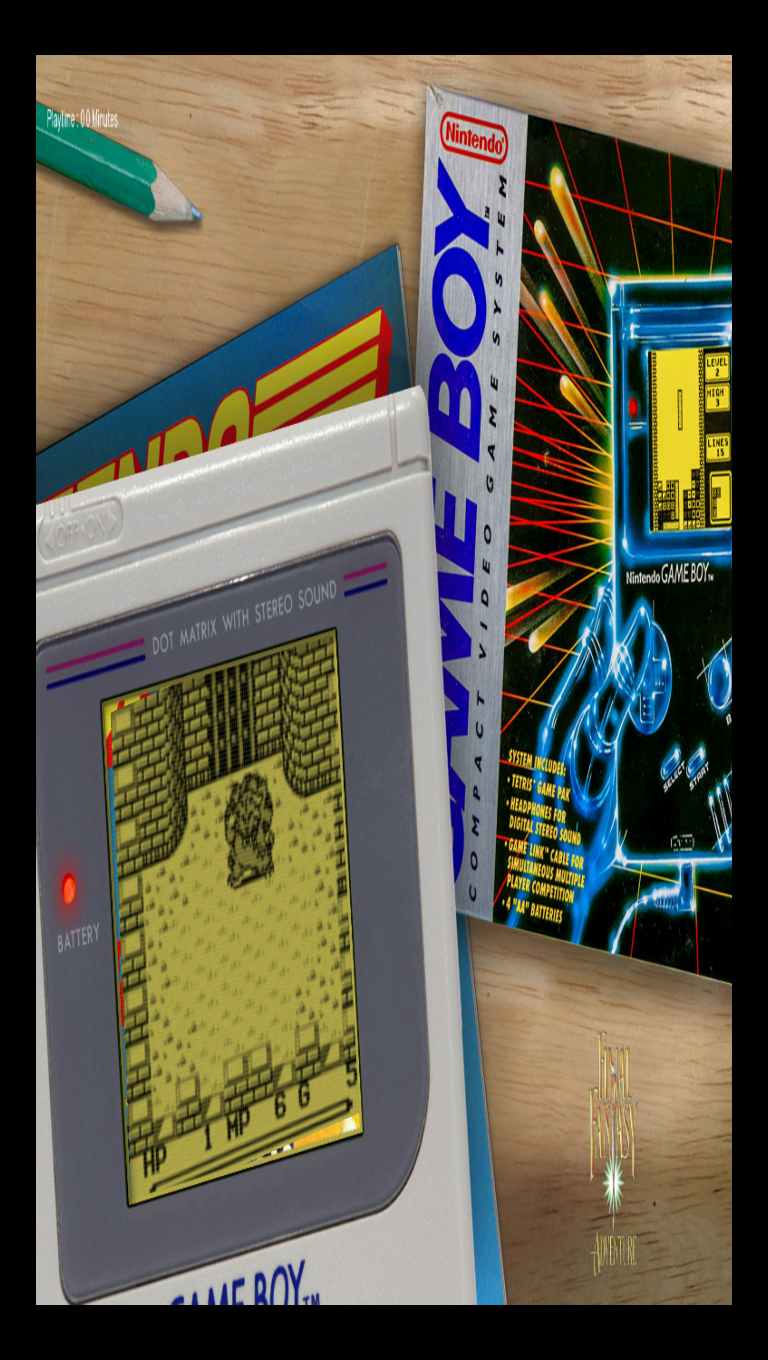 Playtime : 0.0 Minutes
Nintendo
GAME BOY™
COMPACT VIDEO GAME SYSTEM
LEVEL
2
HIGH
3
LINES
15
Nintendo GAME BOY™
SELECT
START
SYSTEM INCLUDES:
• TETRIS™ GAME PAK
• HEADPHONES FOR
DIGITAL STEREO SOUND
• GAME LINK™ CABLE FOR
SIMULTANEOUS MULTIPLE
PLAYER COMPETITION
• 4 "AA" BATTERIES
OFF•ON
DOT MATRIX WITH STEREO SOUND
BATTERY
HP 1 MP 6 G 5
GAME BOY™
FINAL
FANTASY
ADVENTURE